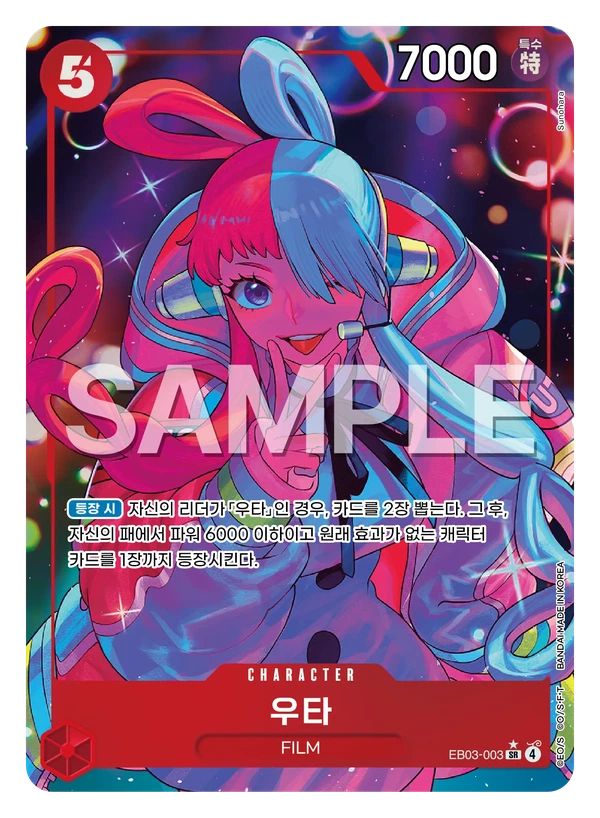 5
7000
특수
特
Sunohara
SAMPLE
등장 시 자신의 리더가 「우타」인 경우, 카드를 2장 뽑는다. 그 후,
자신의 패에서 파워 6000 이하이고 원래 효과가 없는 캐릭터
카드를 1장까지 등장시킨다.
©EO/S ©O/S·F·T BANDAI MADE IN KOREA
CHARACTER
우타
FILM
EB03-003 ★ SR 4